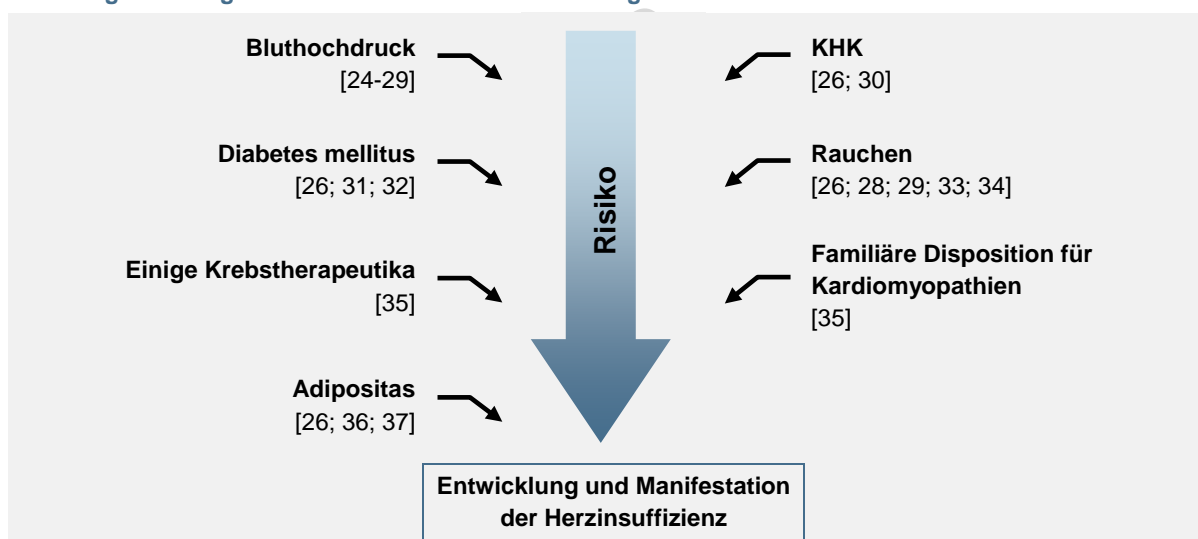 Bluthochdruck
[24-29]
KHK
[26; 30]
Diabetes mellitus
[26; 31; 32]
Rauchen
[26; 28; 29; 33; 34]
Risiko
Einige Krebstherapeutika
[35]
Familiäre Disposition für
Kardiomyopathien
[35]
Adipositas
[26; 36; 37]
Entwicklung und Manifestation
der Herzinsuffizienz